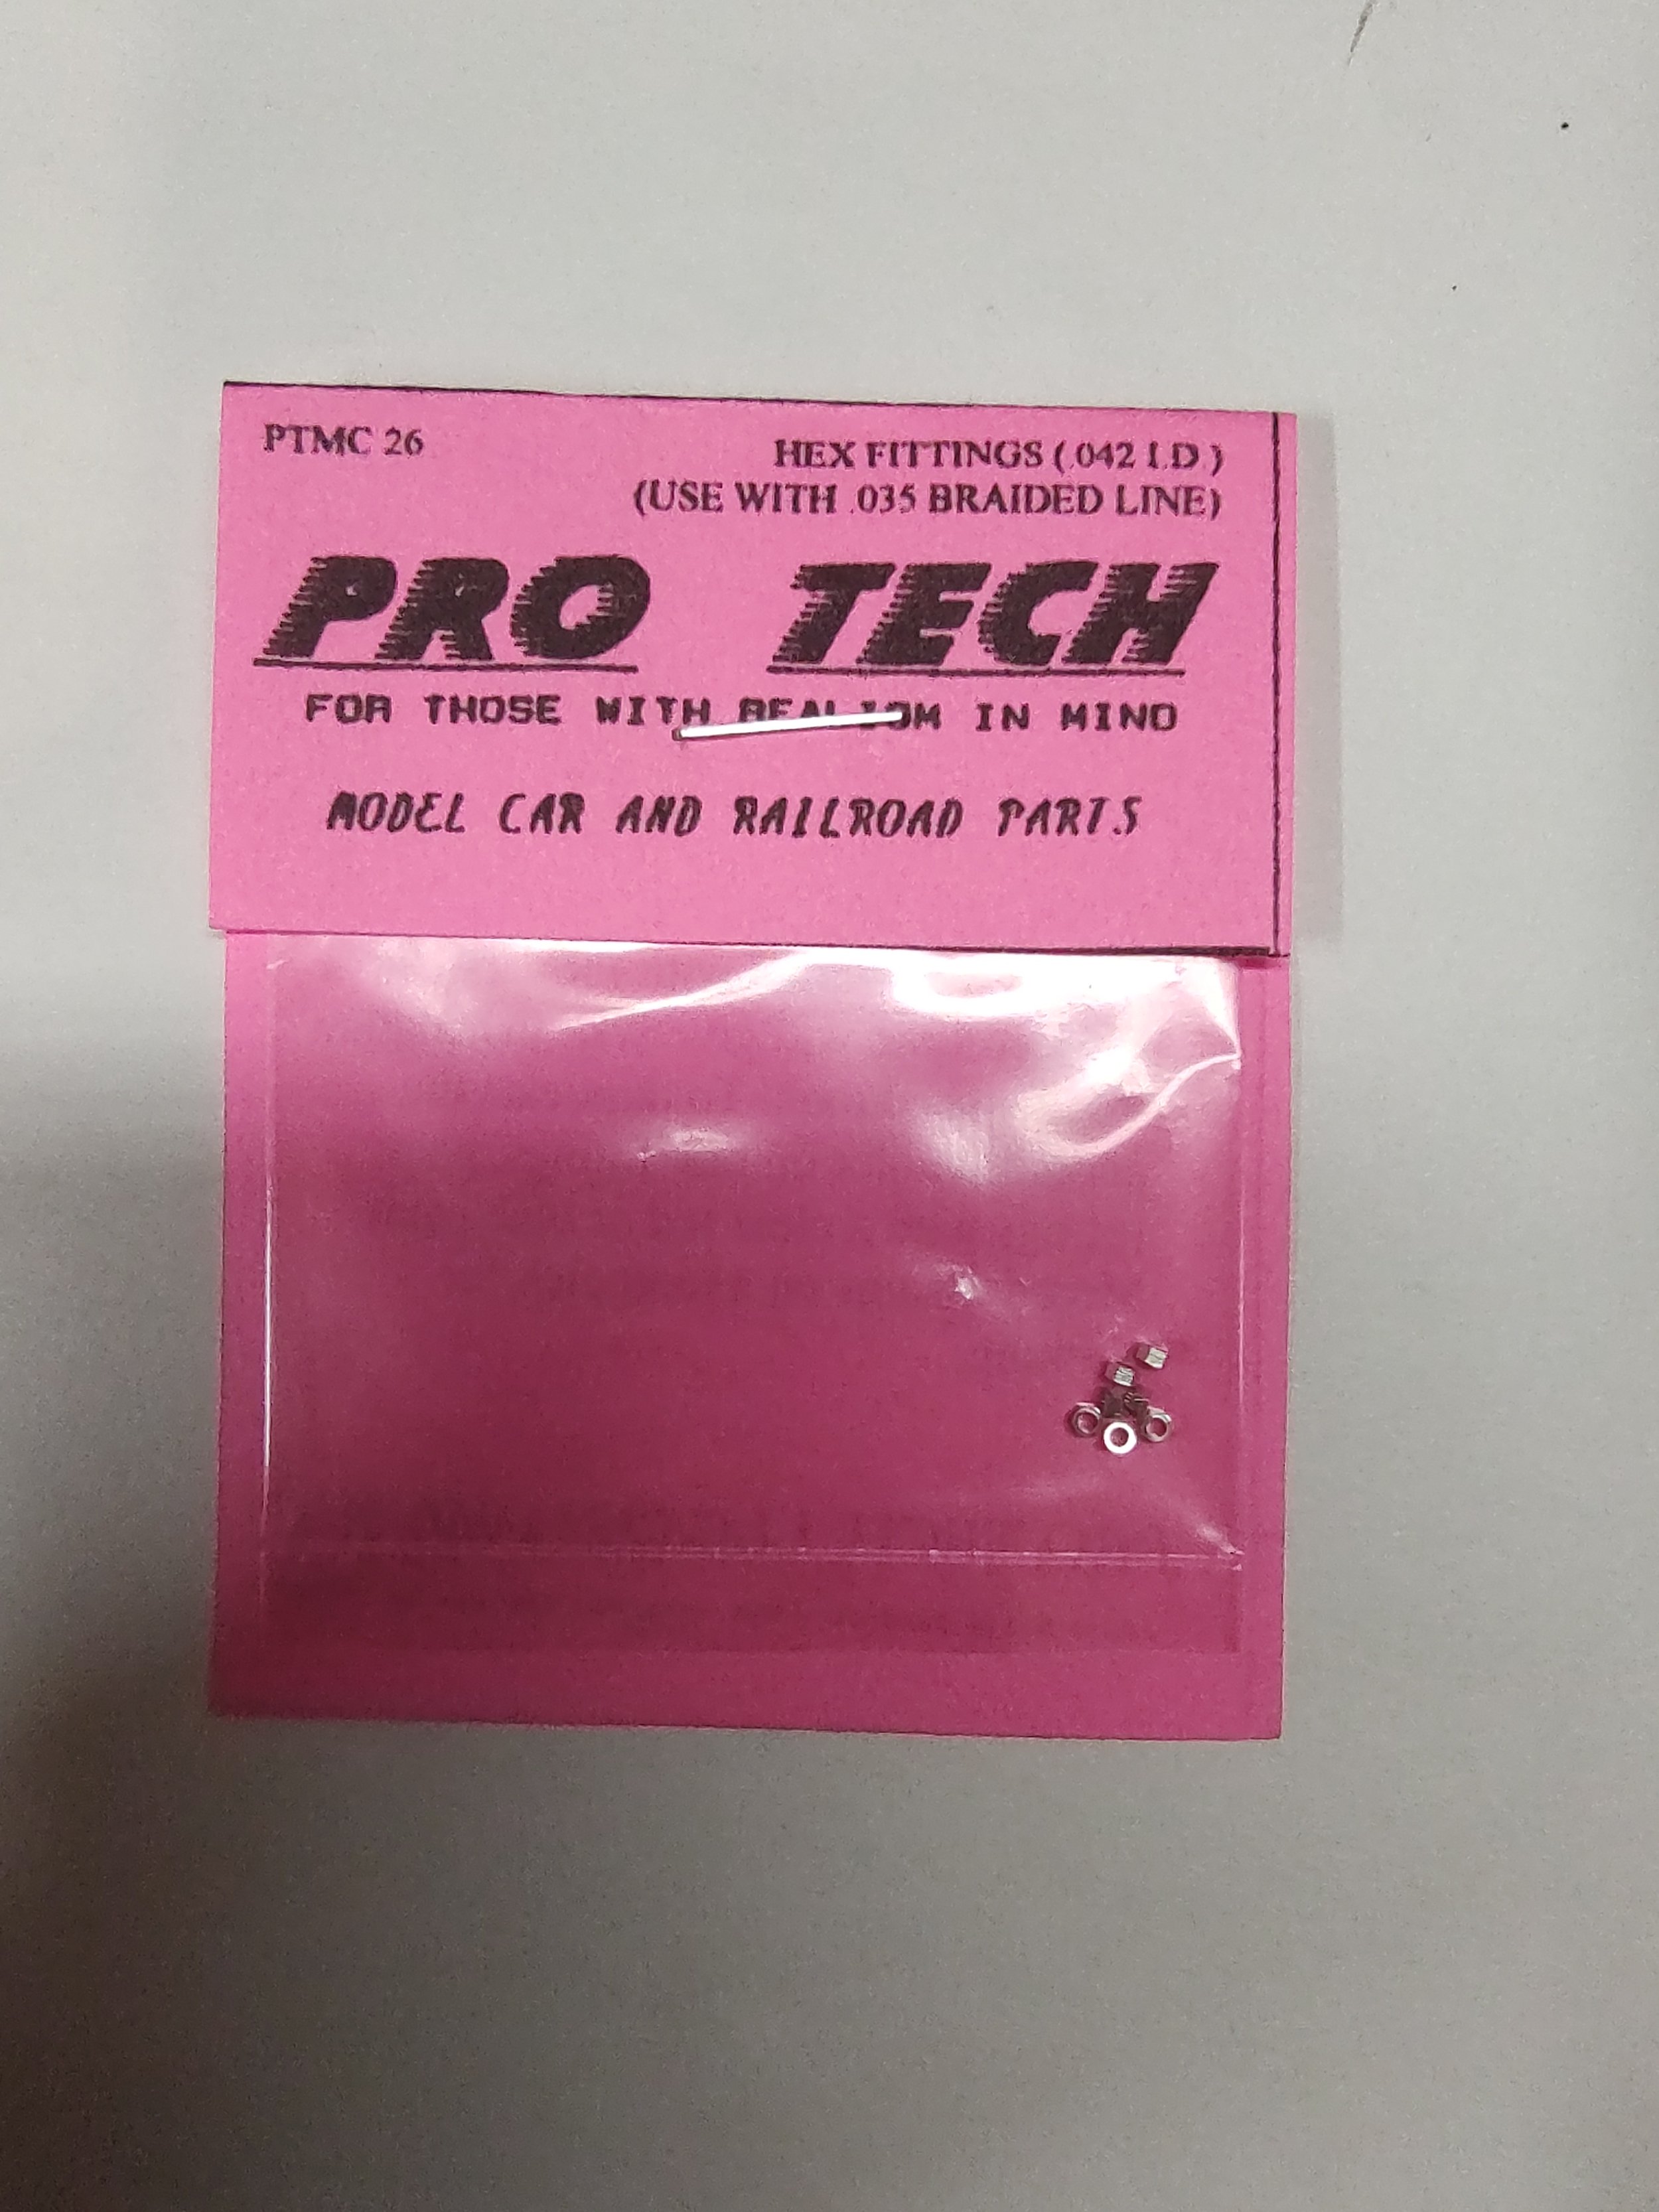 PTMC 26
HEX FITTINGS (.042 I.D.)
(USE WITH .035 BRAIDED LINE)
PRO TECH
FOR THOSE WITH REALISM IN MIND
MODEL CAR AND RAILROAD PARTS